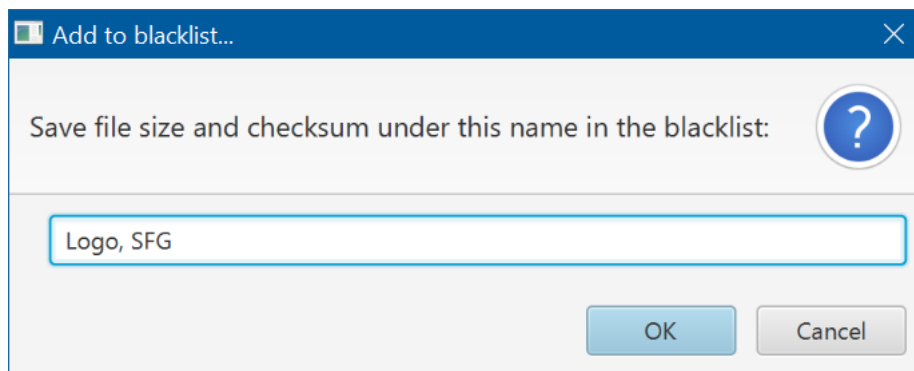 Add to blacklist...
Save file size and checksum under this name in the blacklist:
?
Logo, SFG
OK
Cancel